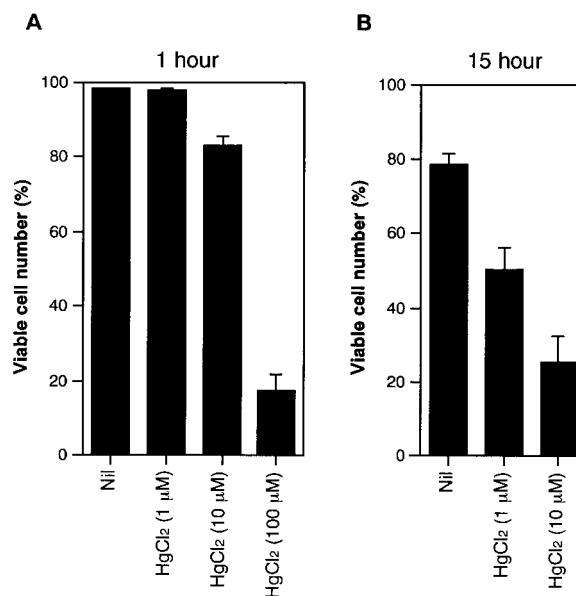 A
1 hour
Viable cell number (%)
100
80
60
40
20
0
Nil
HgCl₂ (1 µM)
HgCl₂ (10 µM)
HgCl₂ (100 µM)
B
15 hour
Viable cell number (%)
100
80
60
40
20
0
Nil
HgCl₂ (1 µM)
HgCl₂ (10 µM)